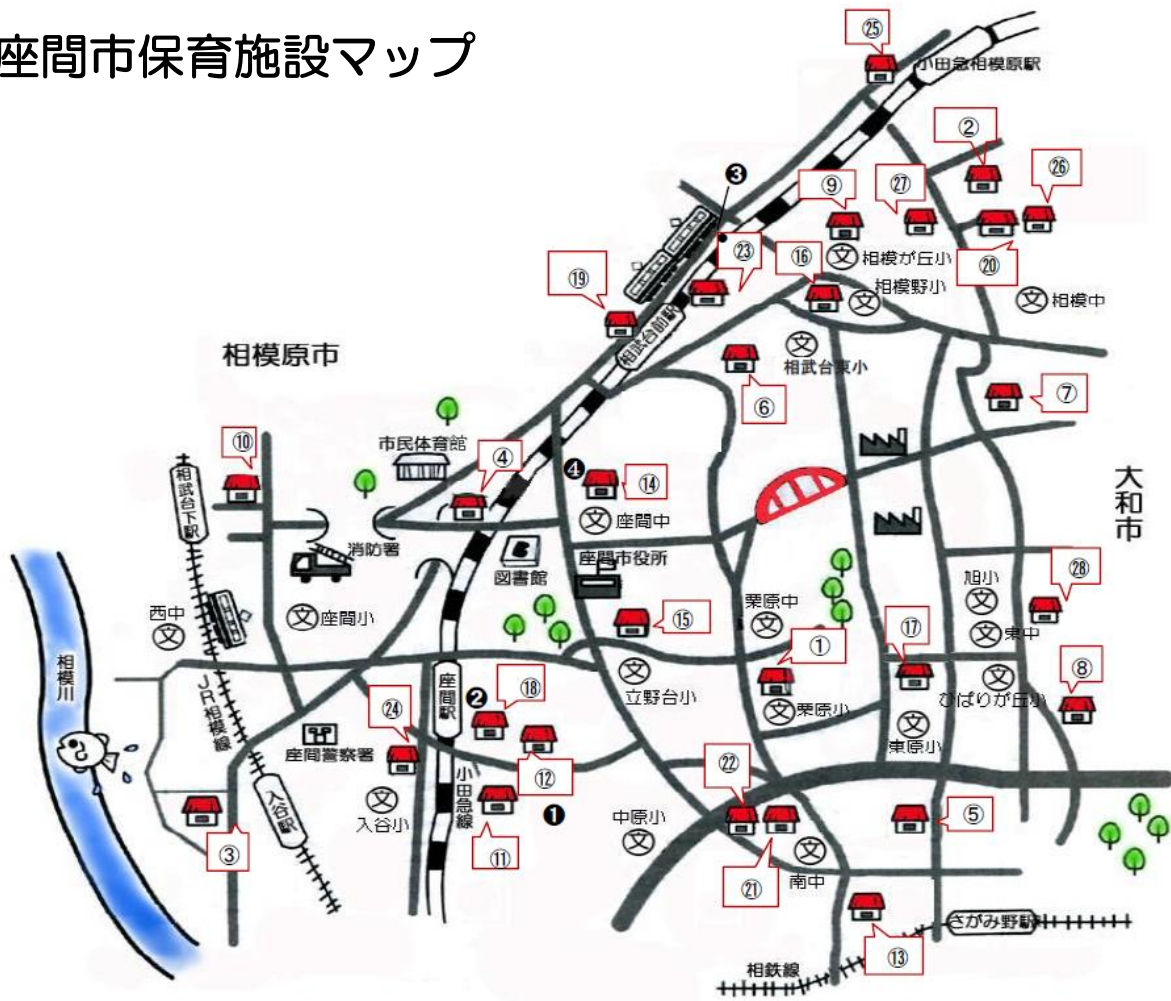 座間市保育施設マップ
㉕
小田急相模原駅
②
㉖
❸
⑨
㉗
㉓
⑯
相模が丘小
⑳
⑲
相模野小
文
相模中
相武台前駅
相模原市
文
相武台東小
⑥
⑦
⑩
市民体育館
④
❹
⑭
大和市
相武台下駅
文
座間中
消防署
図書館
座間市役所
旭小
㉘
西中
文
文
座間小
栗原中
文
文
⑮
①
⑰
文
東中
相模川
JR相模線
座間駅
文
立野台小
文
ひばりが丘小
⑧
❷
⑱
㉔
文
栗原小
文
東原小
座間警察署
⑫
㉒
入谷駅
文
入谷小
小田急線
❶
中原小
文
⑤
③
⑪
㉑
文
南中
さがみ野駅
⑬
相鉄線